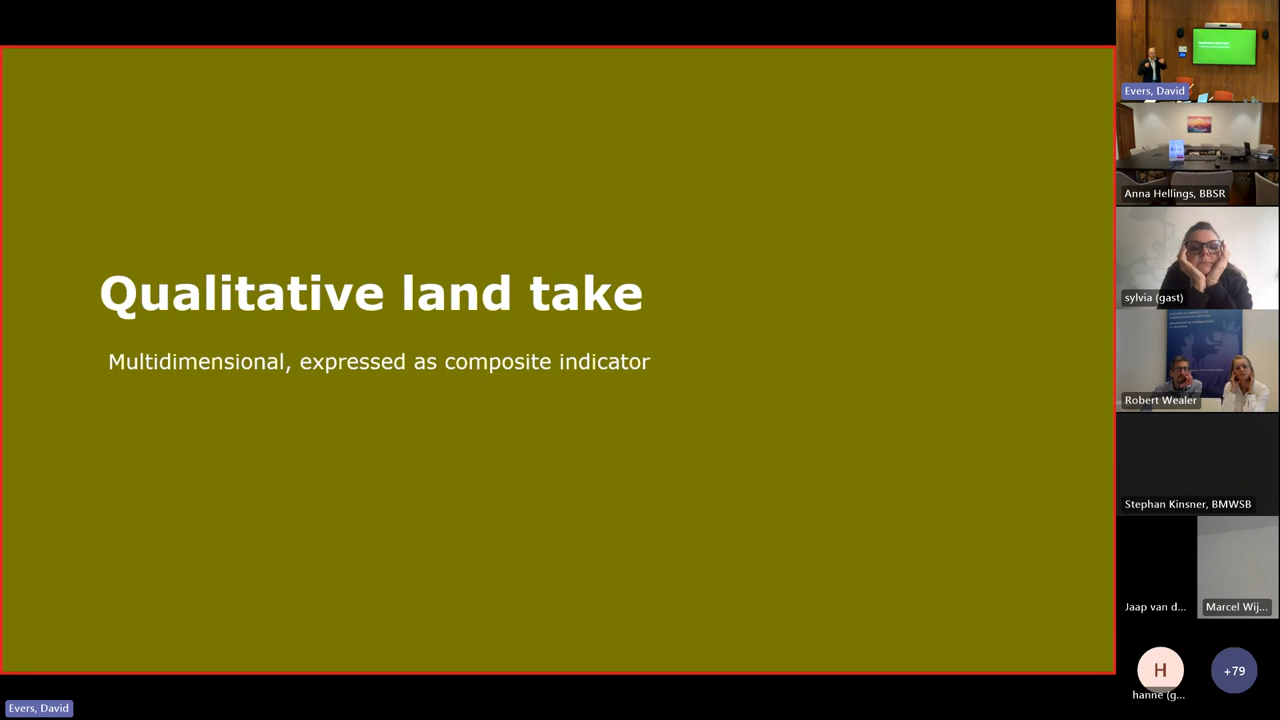 Qualitative land take
Multidimensional, expressed as composite indicator
Evers, David
Evers, David
Anna Hellings, BBSR
sylvia (gast)
Robert Wealer
Stephan Kinsner, BMWSB
Jaap van d...
Marcel Wij...
H
+79
hanne (g...